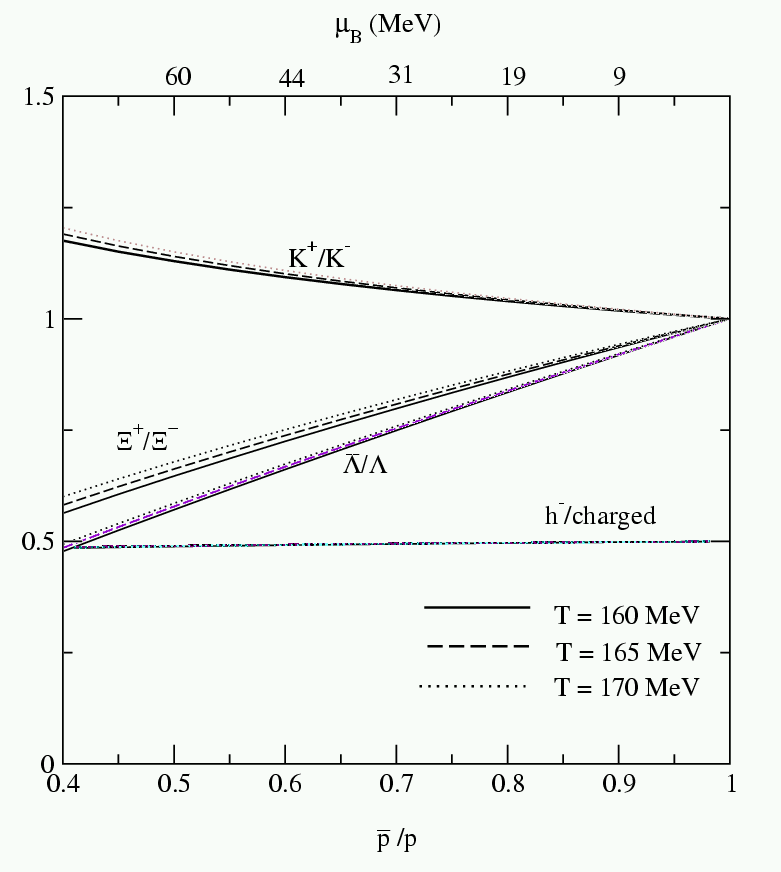 μ_B (MeV)
60 44 31 19 9
1.5
K⁺/K⁻
1
Ξ⁺/Ξ⁻
Λ̅/Λ
h⁻/charged
0.5
T = 160 MeV
T = 165 MeV
T = 170 MeV
0
0.4 0.5 0.6 0.7 0.8 0.9 1
p̅ /p